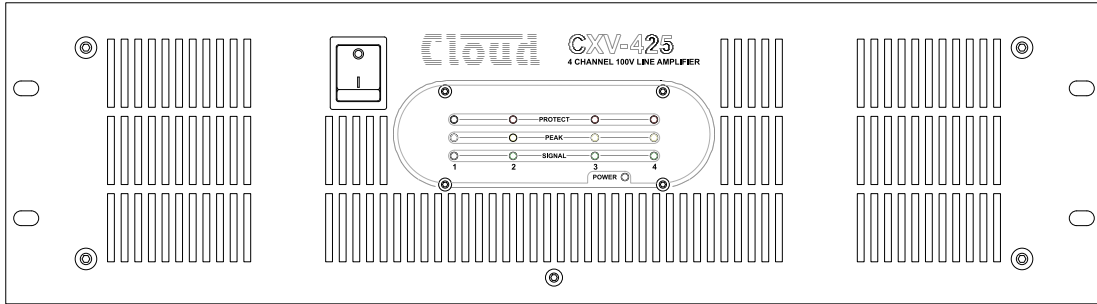 Cloud
CXV-425
4 CHANNEL 100V LINE AMPLIFIER
PROTECT
PEAK
SIGNAL
1 2 3 4
POWER